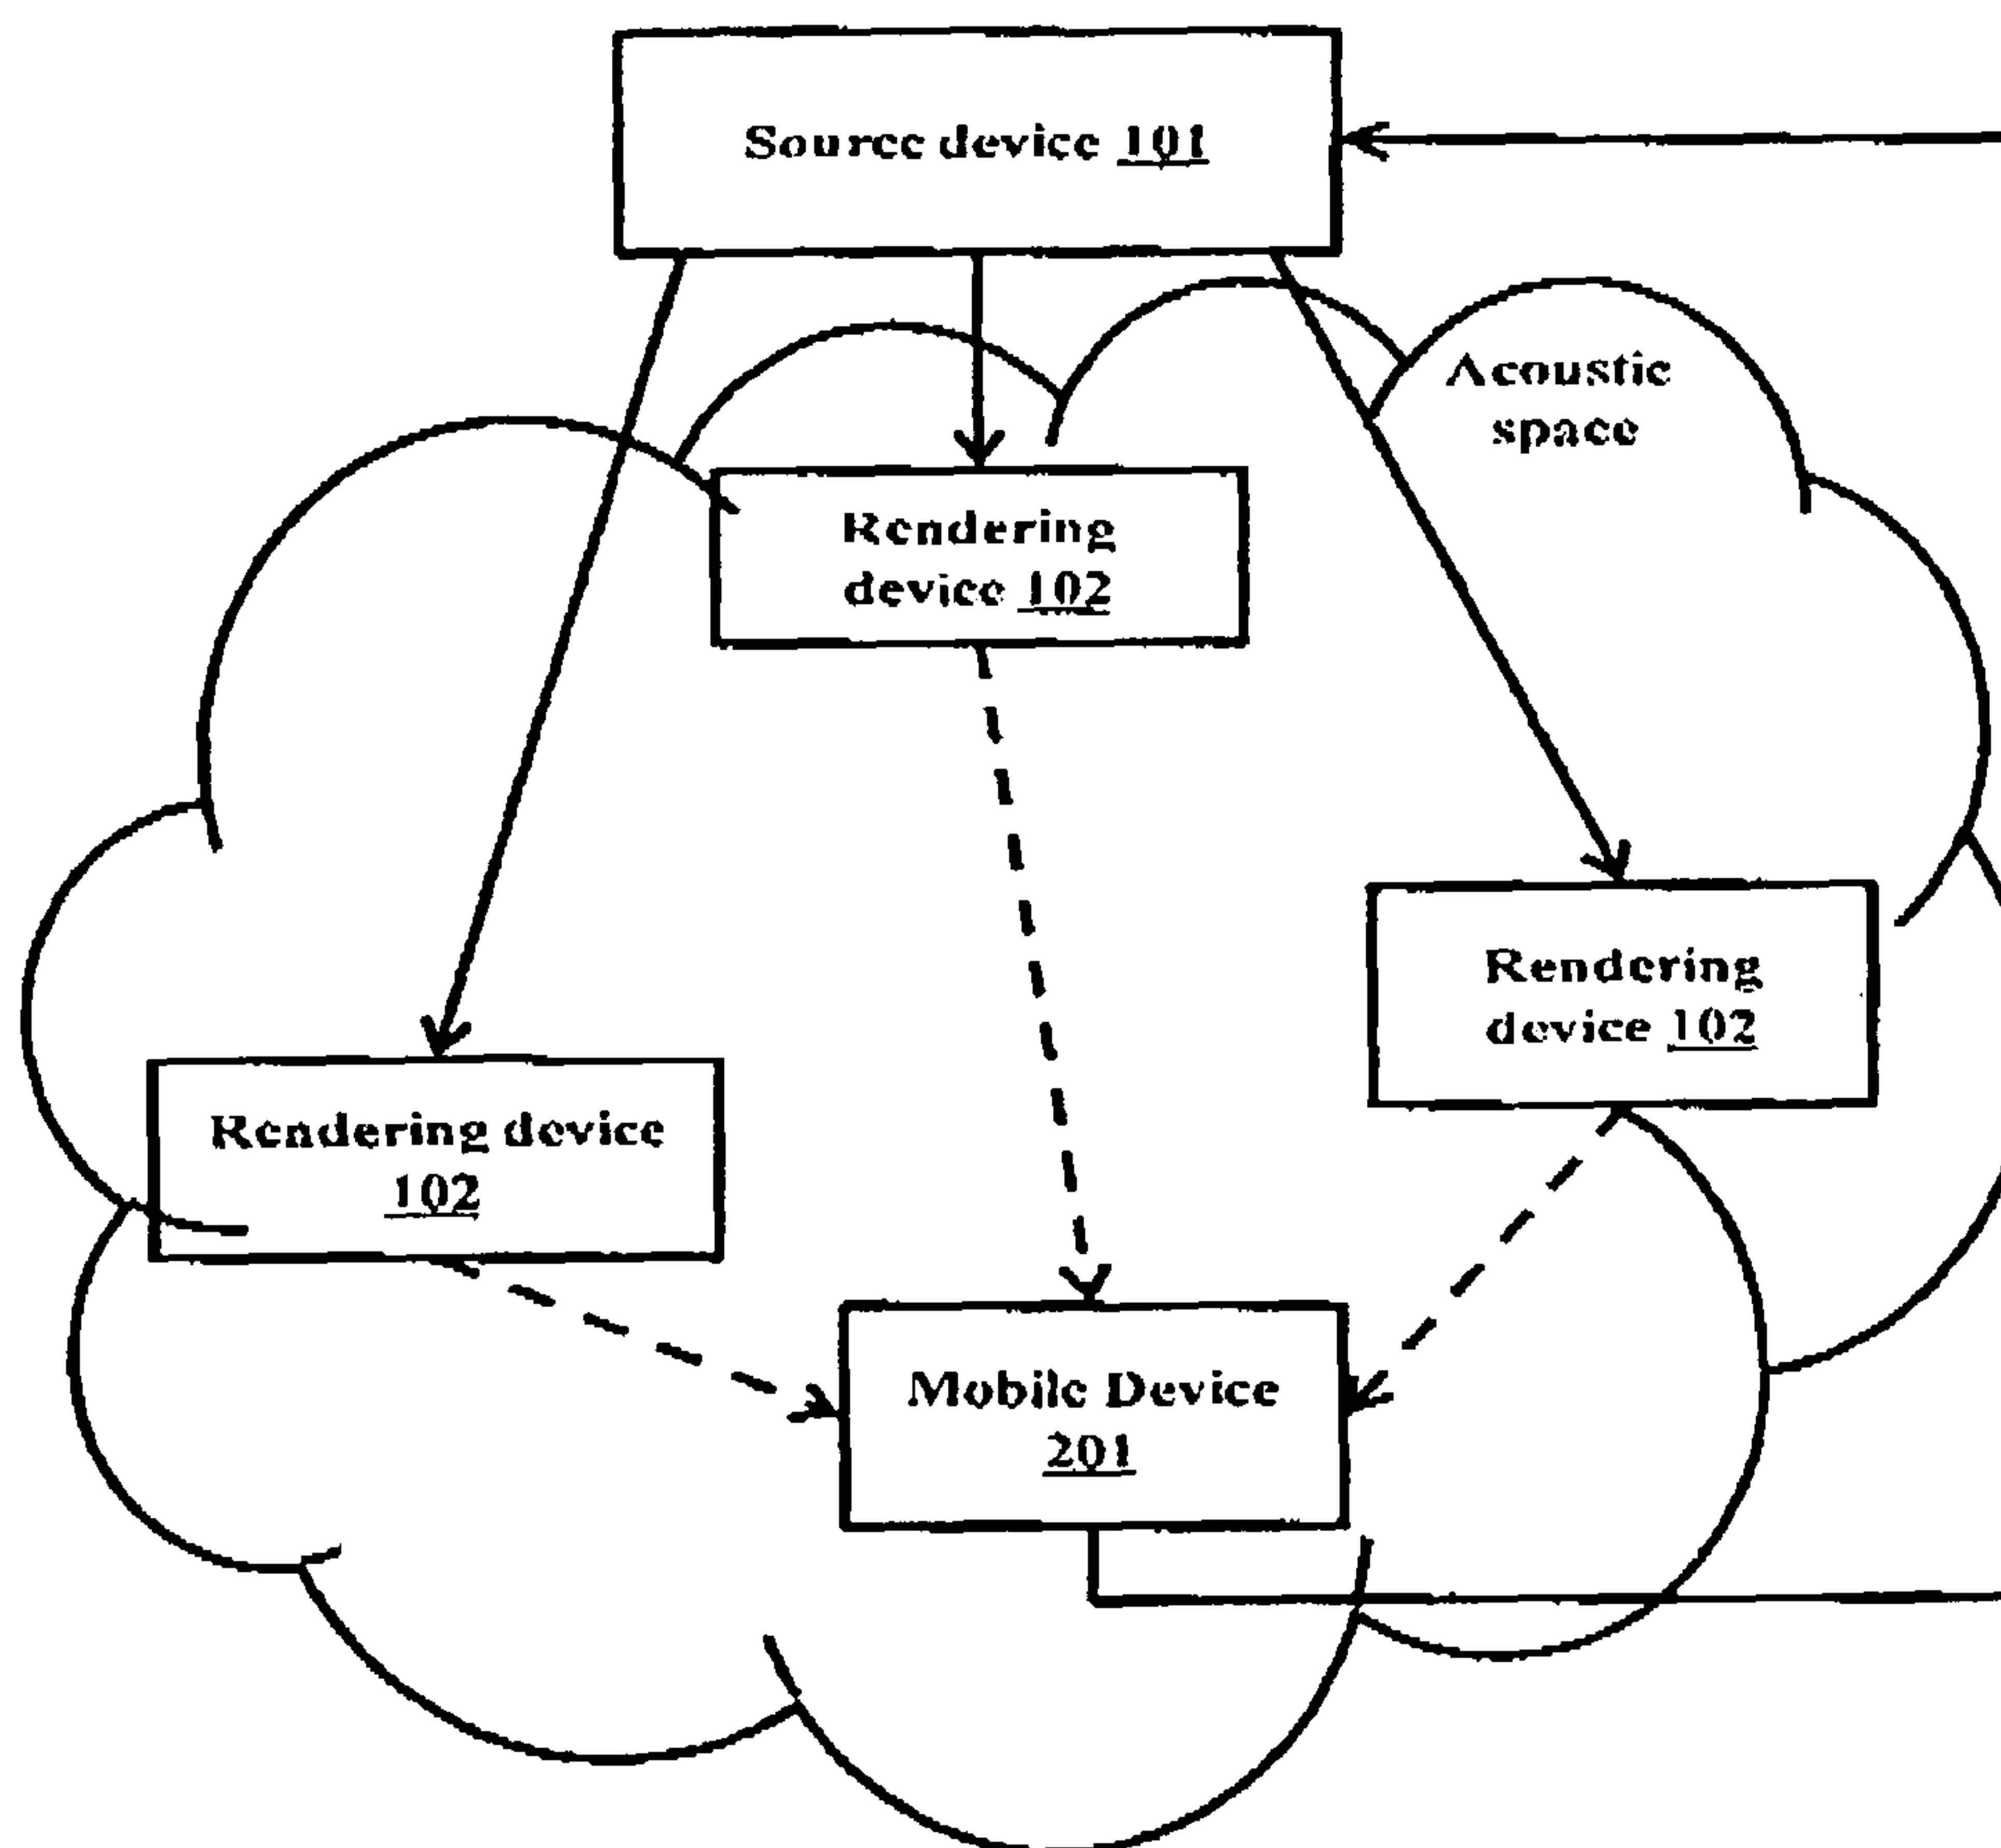 Source device 101
Acoustic
space
Rendering
device 102
Rendering
device 102
Rendering device
102
Mobile Device
201